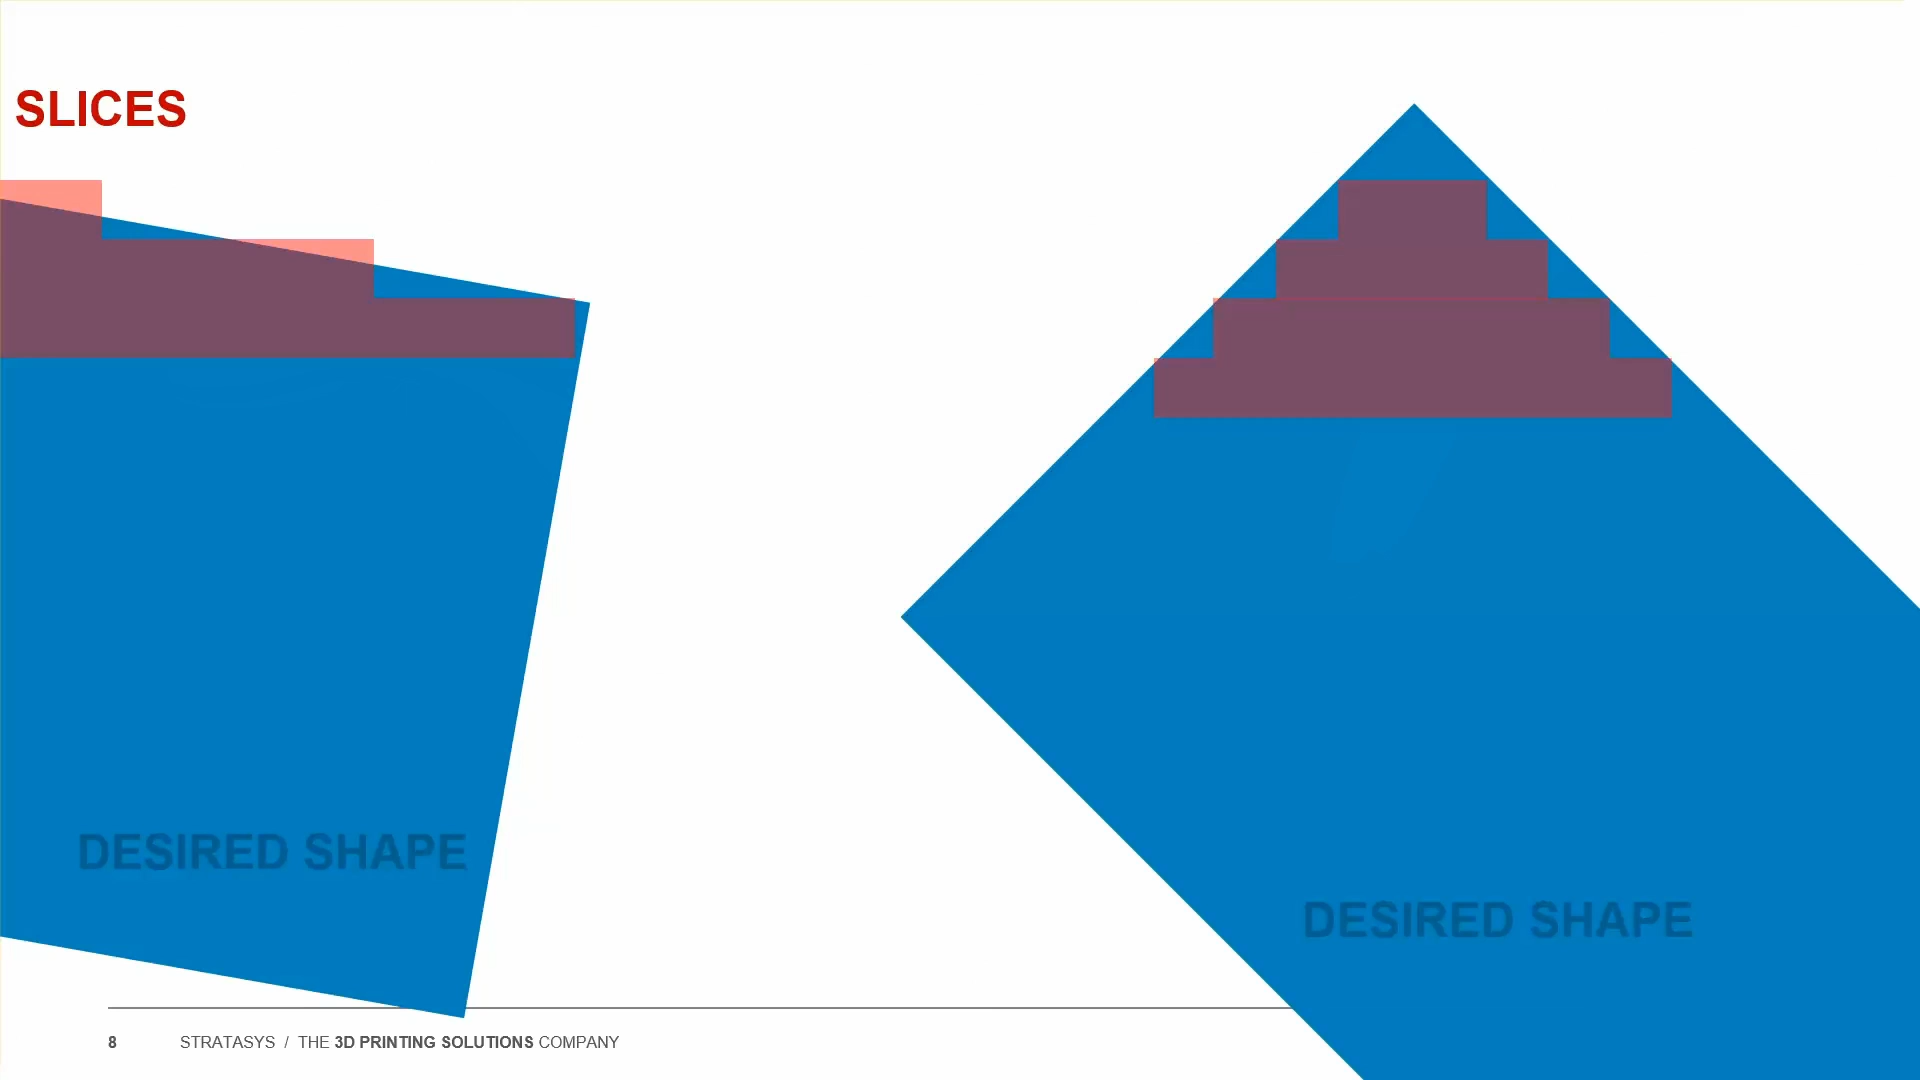 SLICES
DESIRED SHAPE
DESIRED SHAPE
8 STRATASYS / THE 3D PRINTING SOLUTIONS COMPANY